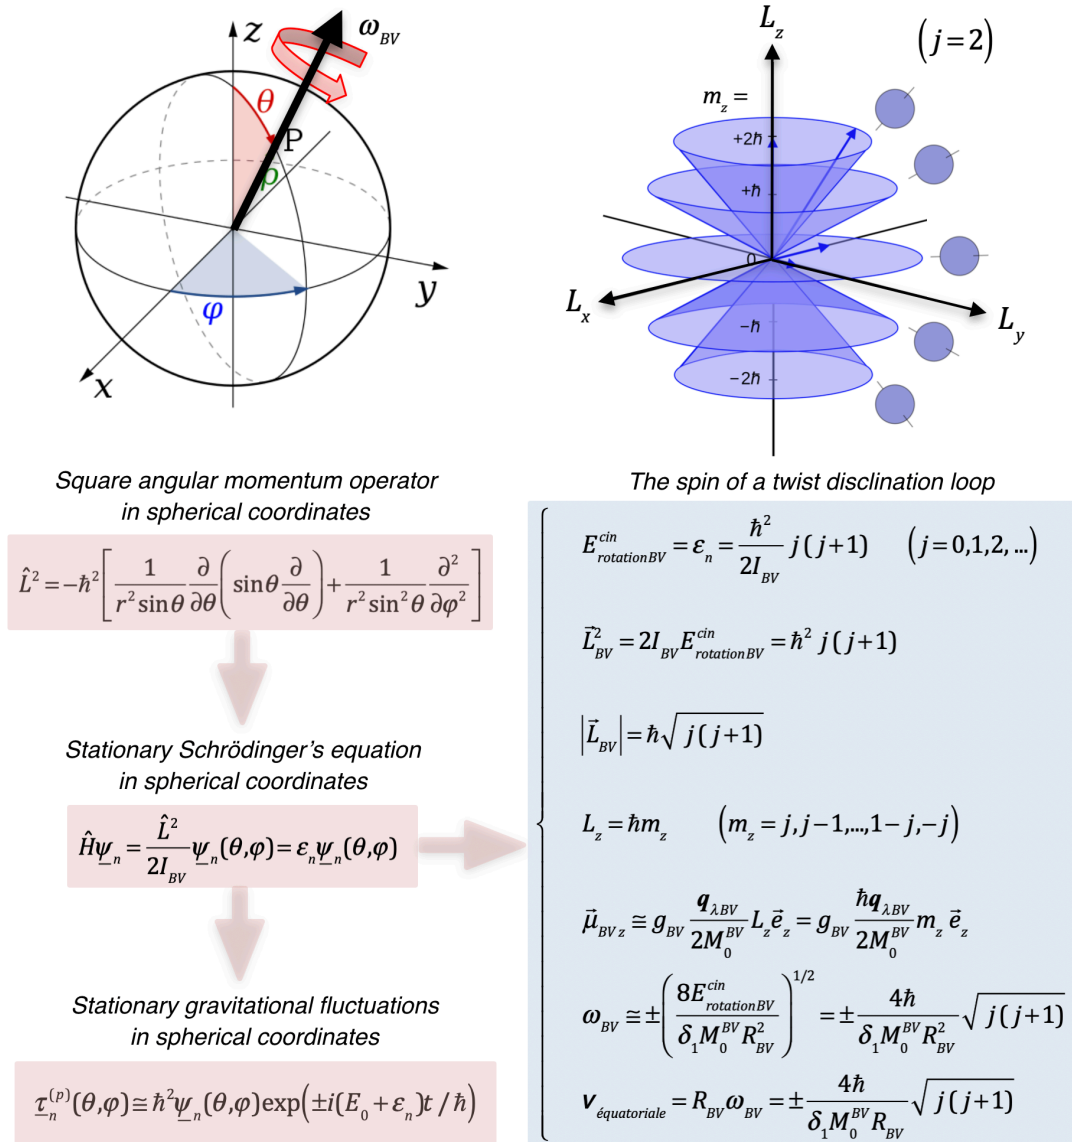 z
ω_BV
θ
P
ρ
y
φ
x
L_z
(j=2)
m_z =
+2ħ
+ħ
0
L_x
L_y
−ħ
−2ħ
Square angular momentum operator
in spherical coordinates
L̂² = −ħ² [ 1/(r² sinθ) ∂/∂θ ( sinθ ∂/∂θ ) + 1/(r² sin²θ) ∂²/∂φ² ]
Stationary Schrödinger's equation
in spherical coordinates
Ĥψ_n = L̂²/(2I_BV) ψ_n(θ,φ) = ε_n ψ_n(θ,φ)
Stationary gravitational fluctuations
in spherical coordinates
τ_n^(p)(θ,φ) ≅ ħ² ψ_n(θ,φ) exp(±i(E_0 + ε_n)t / ħ)
The spin of a twist disclination loop
E^cin_rotationBV = ε_n = ħ²/(2I_BV) j(j+1) (j=0,1,2, ...)
L⃗²_BV = 2I_BV E^cin_rotationBV = ħ² j(j+1)
|L⃗_BV| = ħ√(j(j+1))
L_z = ħm_z (m_z = j, j−1,...,1−j,−j)
μ⃗_BVz ≅ g_BV q_λBV/(2M_0^BV) L_z e⃗_z = g_BV ħq_λBV/(2M_0^BV) m_z e⃗_z
ω_BV ≅ ±( 8E^cin_rotationBV / (δ_1 M_0^BV R²_BV) )^1/2 = ± 4ħ/(δ_1 M_0^BV R²_BV) √(j(j+1))
v_équatoriale = R_BV ω_BV = ± 4ħ/(δ_1 M_0^BV R_BV) √(j(j+1))